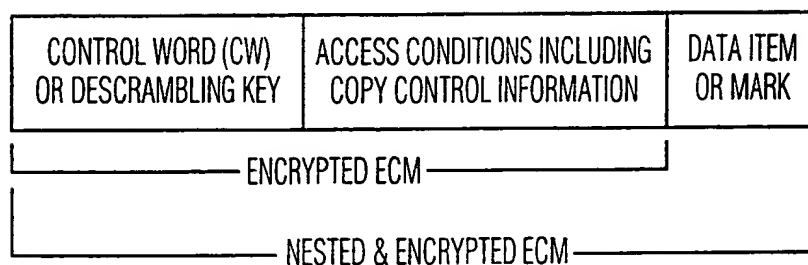 CONTROL WORD (CW)
OR DESCRAMBLING KEY
ACCESS CONDITIONS INCLUDING
COPY CONTROL INFORMATION
DATA ITEM
OR MARK
ENCRYPTED ECM
NESTED & ENCRYPTED ECM